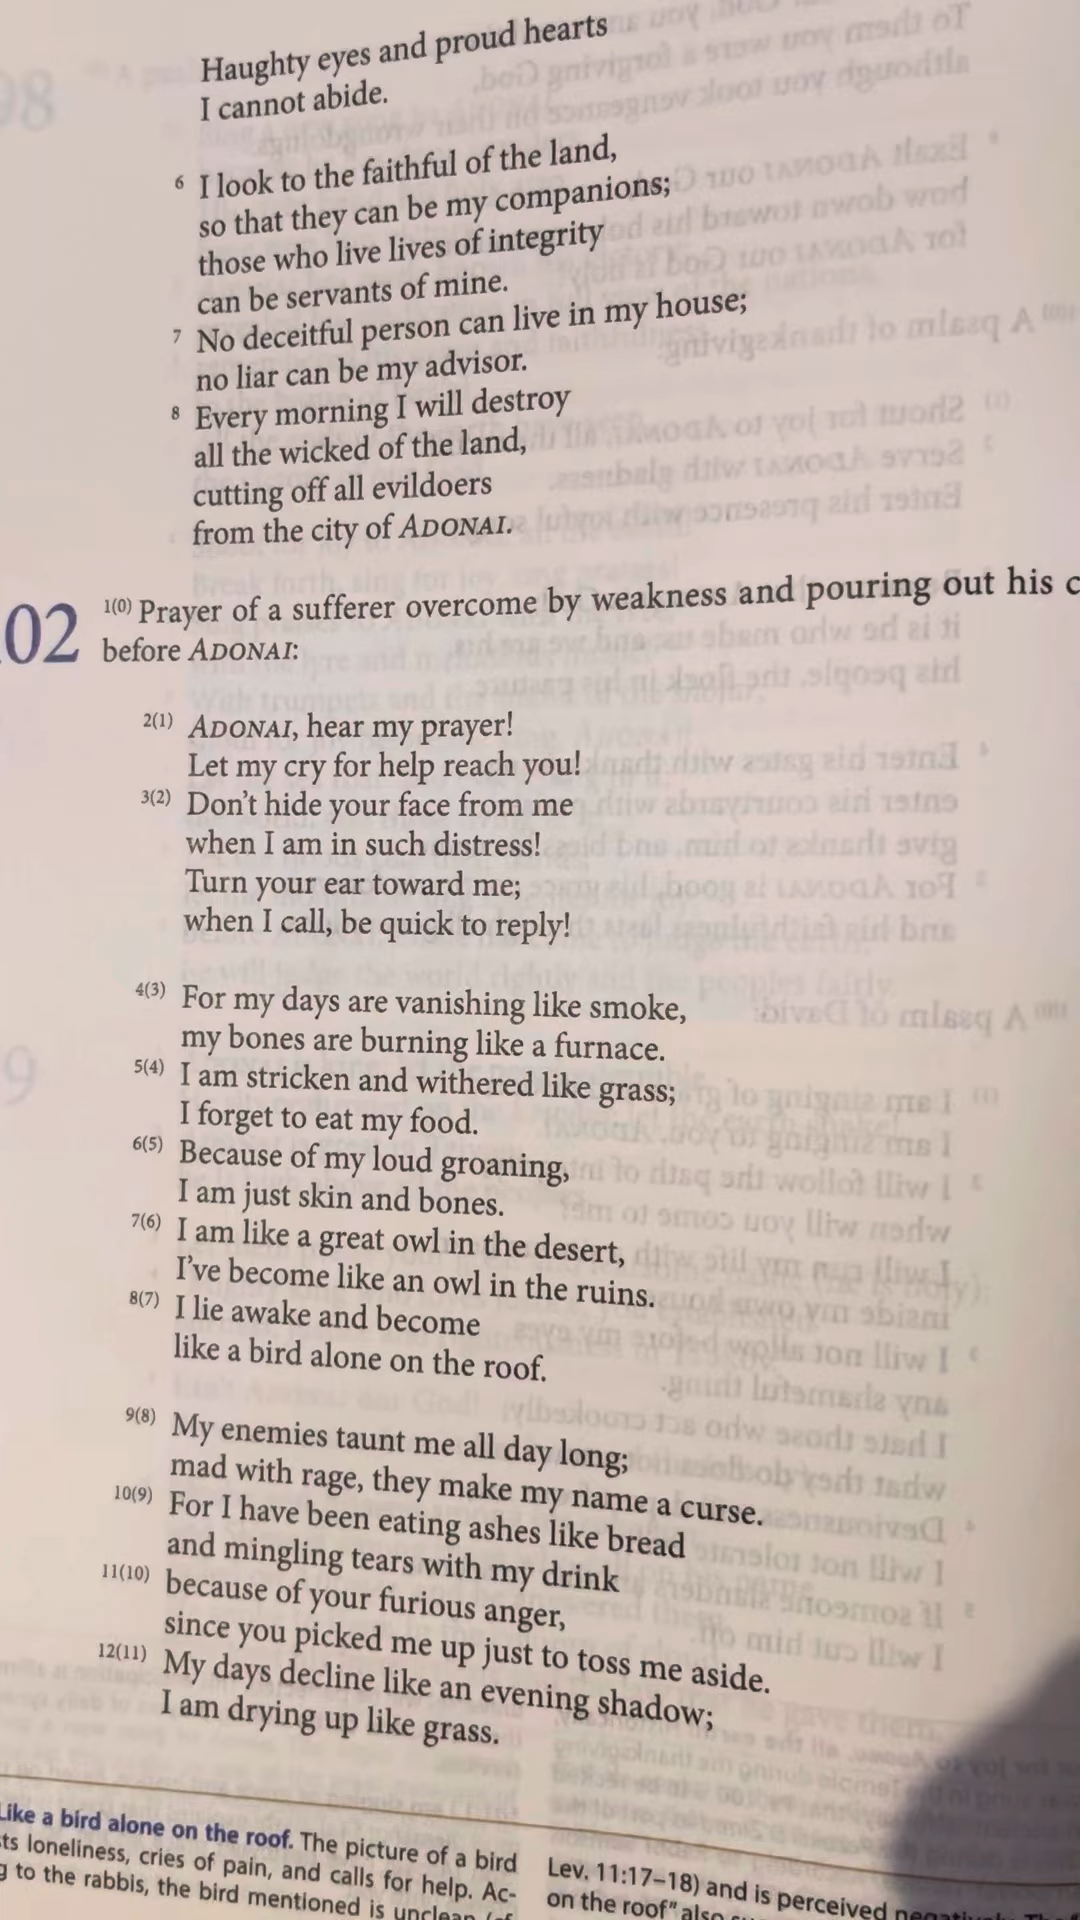 Haughty eyes and proud hearts
I cannot abide.
6 I look to the faithful of the land,
so that they can be my companions;
those who live lives of integrity
can be servants of mine.
7 No deceitful person can live in my house;
no liar can be my advisor.
8 Every morning I will destroy
all the wicked of the land,
cutting off all evildoers
from the city of ADONAI.
02 1(0) Prayer of a sufferer overcome by weakness and pouring out his
before ADONAI:
2(1) ADONAI, hear my prayer!
Let my cry for help reach you!
3(2) Don't hide your face from me
when I am in such distress!
Turn your ear toward me;
when I call, be quick to reply!
4(3) For my days are vanishing like smoke,
my bones are burning like a furnace.
5(4) I am stricken and withered like grass;
I forget to eat my food.
6(5) Because of my loud groaning,
I am just skin and bones.
7(6) I am like a great owl in the desert,
I've become like an owl in the ruins.
8(7) I lie awake and become
like a bird alone on the roof.
9(8) My enemies taunt me all day long;
mad with rage, they make my name a curse.
10(9) For I have been eating ashes like bread
and mingling tears with my drink
11(10) because of your furious anger,
since you picked me up just to toss me aside.
12(11) My days decline like an evening shadow;
I am drying up like grass.
Like a bird alone on the roof. The picture of a bird
ts loneliness, cries of pain, and calls for help. Ac-
g to the rabbis, the bird mentioned is unclean
Lev. 11:17–18) and is perceived
on the roof" also